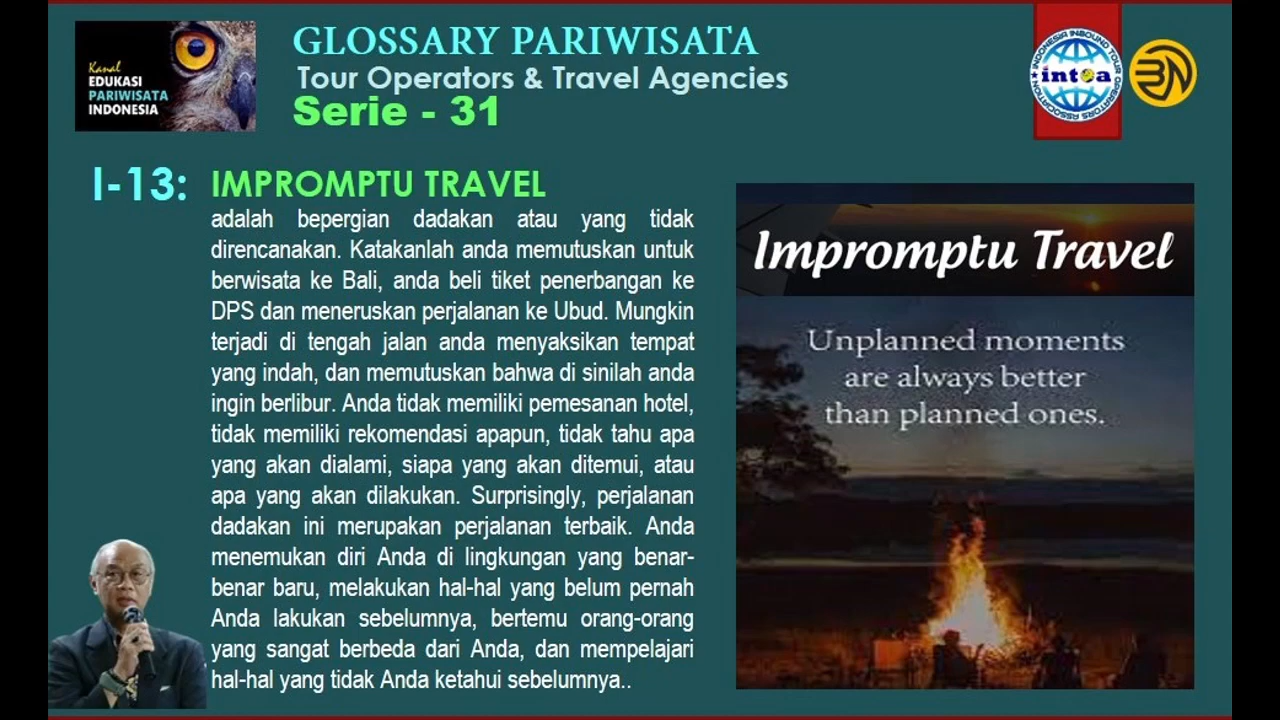 Kanal
EDUKASI
PARIWISATA
INDONESIA
GLOSSARY PARIWISATA
Tour Operators & Travel Agencies
Serie - 31
INDONESIA INBOUND TOUR OPERATORS ASSOCIATION
intoa
I-13: IMPROMPTU TRAVEL
adalah bepergian dadakan atau yang tidak
direncanakan. Katakanlah anda memutuskan untuk
berwisata ke Bali, anda beli tiket penerbangan ke
DPS dan meneruskan perjalanan ke Ubud. Mungkin
terjadi di tengah jalan anda menyaksikan tempat
yang indah, dan memutuskan bahwa di sinilah anda
ingin berlibur. Anda tidak memiliki pemesanan hotel,
tidak memiliki rekomendasi apapun, tidak tahu apa
yang akan dialami, siapa yang akan ditemui, atau
apa yang akan dilakukan. Surprisingly, perjalanan
dadakan ini merupakan perjalanan terbaik. Anda
menemukan diri Anda di lingkungan yang benar-
benar baru, melakukan hal-hal yang belum pernah
Anda lakukan sebelumnya, bertemu orang-orang
yang sangat berbeda dari Anda, dan mempelajari
hal-hal yang tidak Anda ketahui sebelumnya..
Impromptu Travel
Unplanned moments
are always better
than planned ones.